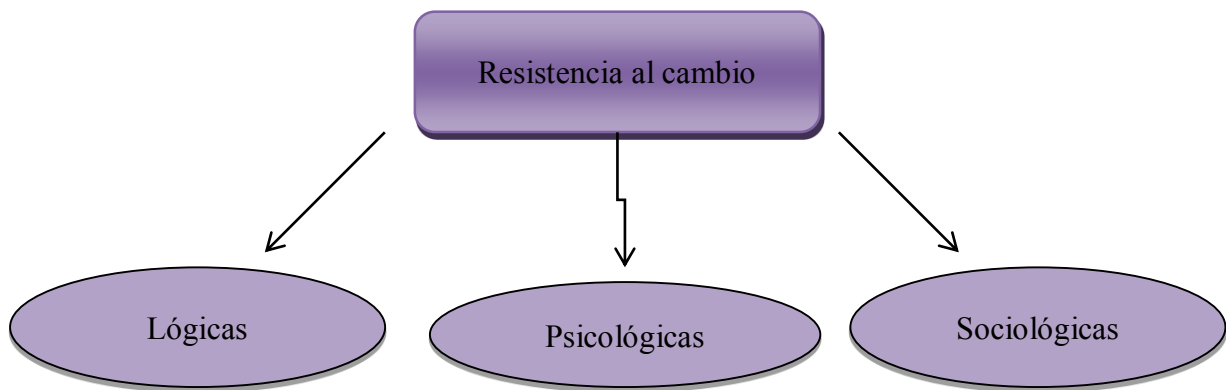 Resistencia al cambio
Lógicas
Psicológicas
Sociológicas